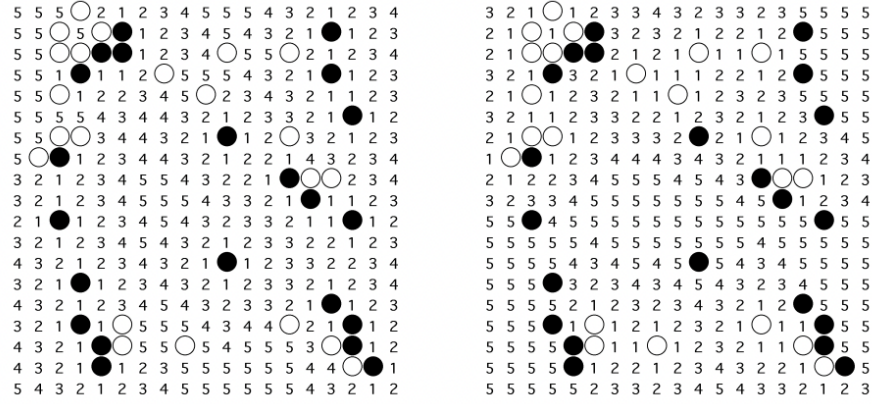 5 5 5 2 1 2 3 4 5 5 4 5 3 2 1 2 3 4 3 2 1 1 2 3 3 4 3 2 3 4 3 2 5 5 5 5
5 5 5 1 2 3 4 5 4 3 2 1 1 2 3 2 1 1 3 2 3 2 1 2 3 2 1 5 5 5
5 5 1 2 3 4 5 5 2 1 2 3 4 2 1 2 1 2 1 1 1 1 2 5 5 5
5 5 1 1 1 2 5 5 5 4 3 2 1 1 2 3 3 2 1 3 2 1 1 1 1 2 2 1 2 5 5 5
5 5 1 2 2 3 4 5 2 3 4 3 2 1 1 2 3 2 1 1 2 3 2 1 1 1 2 3 2 3 5 5 5 5
5 5 5 5 4 3 4 4 3 2 1 2 3 3 2 1 1 2 3 2 1 1 2 3 3 2 2 1 2 3 2 1 2 3 5 5
5 5 3 4 4 3 2 1 1 2 3 2 1 2 3 2 1 1 2 3 3 3 2 2 1 1 2 3 4 5
5 1 2 3 4 4 3 2 1 2 2 1 4 3 2 3 4 1 1 2 3 4 4 4 3 4 3 2 1 1 1 2 3 4
3 2 1 2 3 4 5 5 4 3 2 2 1 2 3 4 2 1 2 2 3 4 5 5 5 4 5 4 3 1 2 3
3 2 1 2 3 4 5 5 4 4 3 3 2 1 1 2 3 4 3 2 3 3 4 5 5 5 5 5 5 5 4 5 1 2 3 4
2 1 1 2 3 4 5 4 3 2 3 3 2 1 1 1 2 5 5 4 5 5 5 5 5 5 5 5 5 5 5 5 5 5
3 2 1 2 3 4 5 4 3 2 1 2 3 3 2 2 1 2 3 5 5 5 5 5 5 5 5 5 5 5 5 5 4 5 5 5 5 5
4 3 2 1 2 3 4 3 2 1 1 2 3 3 2 2 3 4 5 5 5 5 4 3 4 5 4 5 5 5 4 3 4 5 5 5
3 2 1 1 2 3 4 3 2 1 2 3 3 2 1 2 3 4 5 5 5 3 2 3 4 4 5 4 3 4 3 2 3 5 5 5
4 3 2 1 2 3 4 5 4 3 2 3 3 2 1 1 2 3 5 5 5 5 2 1 2 3 2 3 4 3 2 1 2 5 5 5
3 2 1 1 5 5 5 4 3 4 4 2 1 1 2 5 5 5 1 1 2 1 2 3 2 1 1 1 5 5
4 3 2 1 5 5 5 4 5 5 5 3 1 2 5 5 5 5 1 1 1 2 3 2 1 1 5 5
4 3 2 1 1 2 3 5 5 5 5 5 5 4 4 1 5 5 5 5 1 2 2 1 2 3 4 3 2 2 1 5
5 4 3 2 1 2 3 4 5 5 5 5 5 5 4 3 2 1 2 5 5 5 5 5 2 3 3 2 3 4 5 4 3 3 2 1 2 3